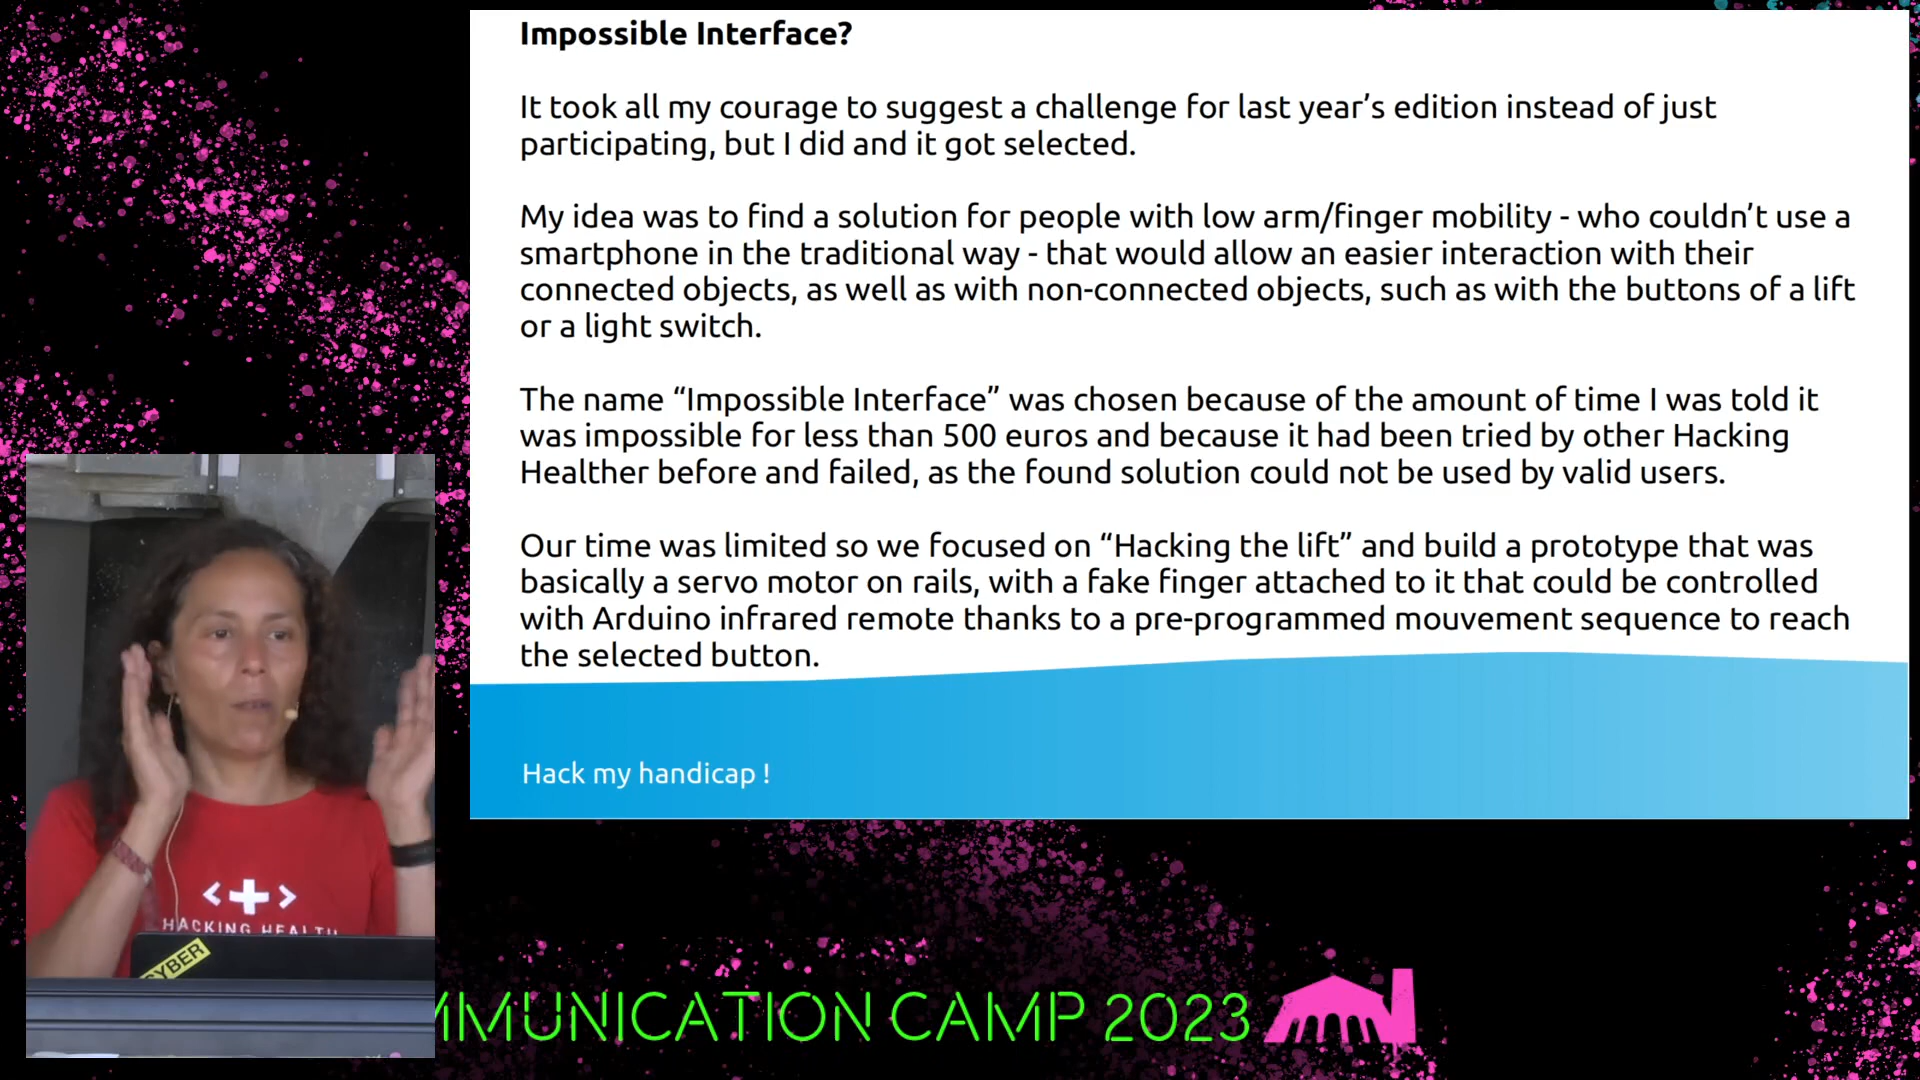 Impossible Interface?
It took all my courage to suggest a challenge for last year’s edition instead of just
participating, but I did and it got selected.
My idea was to find a solution for people with low arm/finger mobility - who couldn’t use a
smartphone in the traditional way - that would allow an easier interaction with their
connected objects, as well as with non-connected objects, such as with the buttons of a lift
or a light switch.
The name “Impossible Interface” was chosen because of the amount of time I was told it
was impossible for less than 500 euros and because it had been tried by other Hacking
Healther before and failed, as the found solution could not be used by valid users.
Our time was limited so we focused on “Hacking the lift” and build a prototype that was
basically a servo motor on rails, with a fake finger attached to it that could be controlled
with Arduino infrared remote thanks to a pre-programmed mouvement sequence to reach
the selected button.
Hack my handicap !
<+>
HACKING HEALTH
CYBER
MMUNICATION CAMP 2023